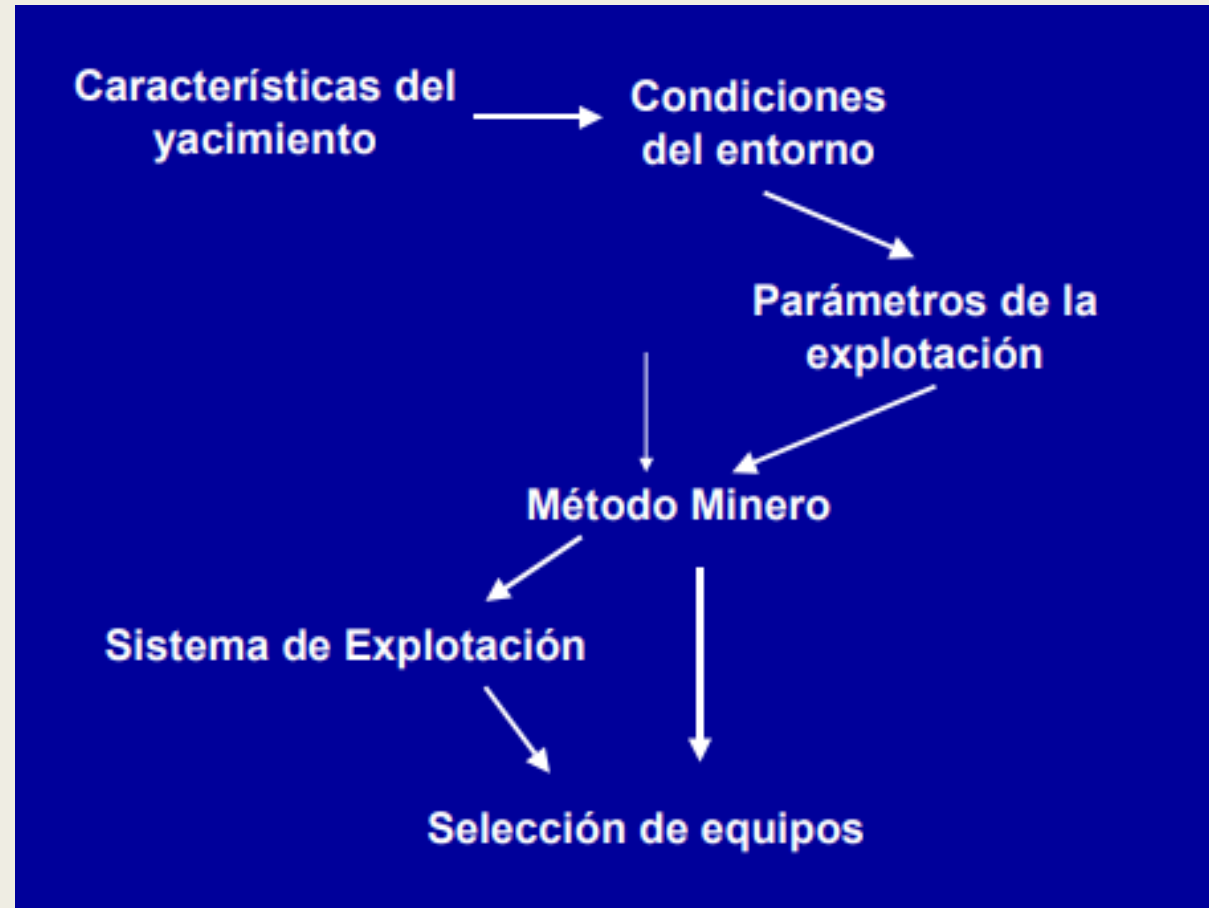 Características del
yacimiento
Condiciones
del entorno
Parámetros de la
explotación
Método Minero
Sistema de Explotación
Selección de equipos